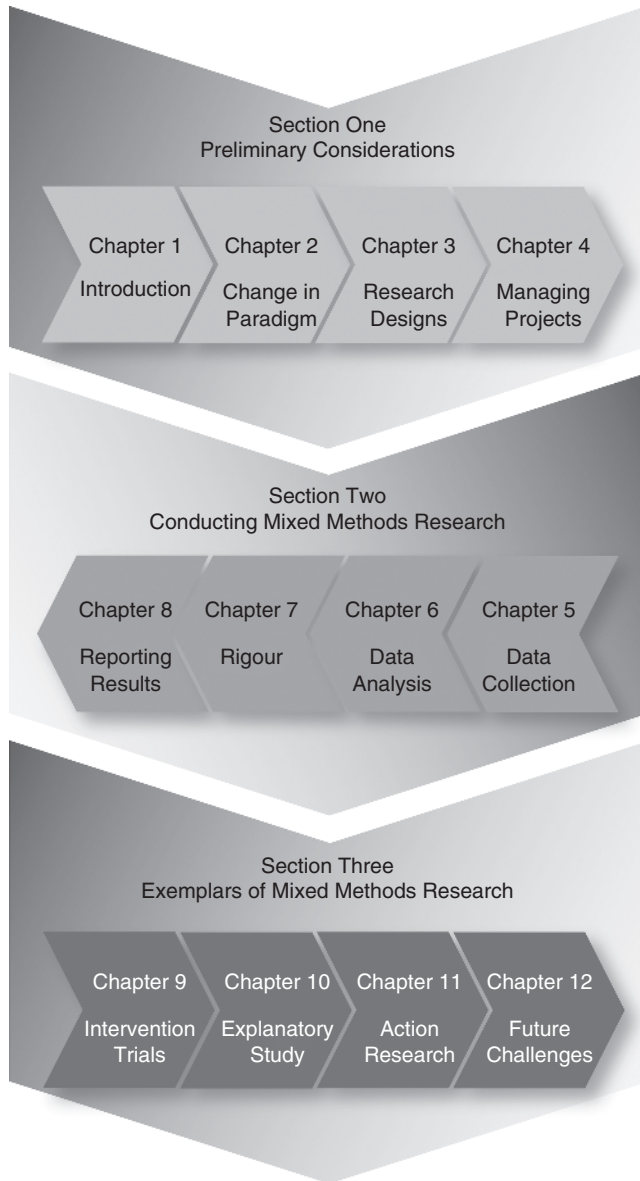 Section One
Preliminary Considerations
Chapter 1
Introduction
Chapter 2
Change in
Paradigm
Chapter 3
Research
Designs
Chapter 4
Managing
Projects
Section Two
Conducting Mixed Methods Research
Chapter 8
Reporting
Results
Chapter 7
Rigour
Chapter 6
Data
Analysis
Chapter 5
Data
Collection
Section Three
Exemplars of Mixed Methods Research
Chapter 9
Intervention
Trials
Chapter 10
Explanatory
Study
Chapter 11
Action
Research
Chapter 12
Future
Challenges